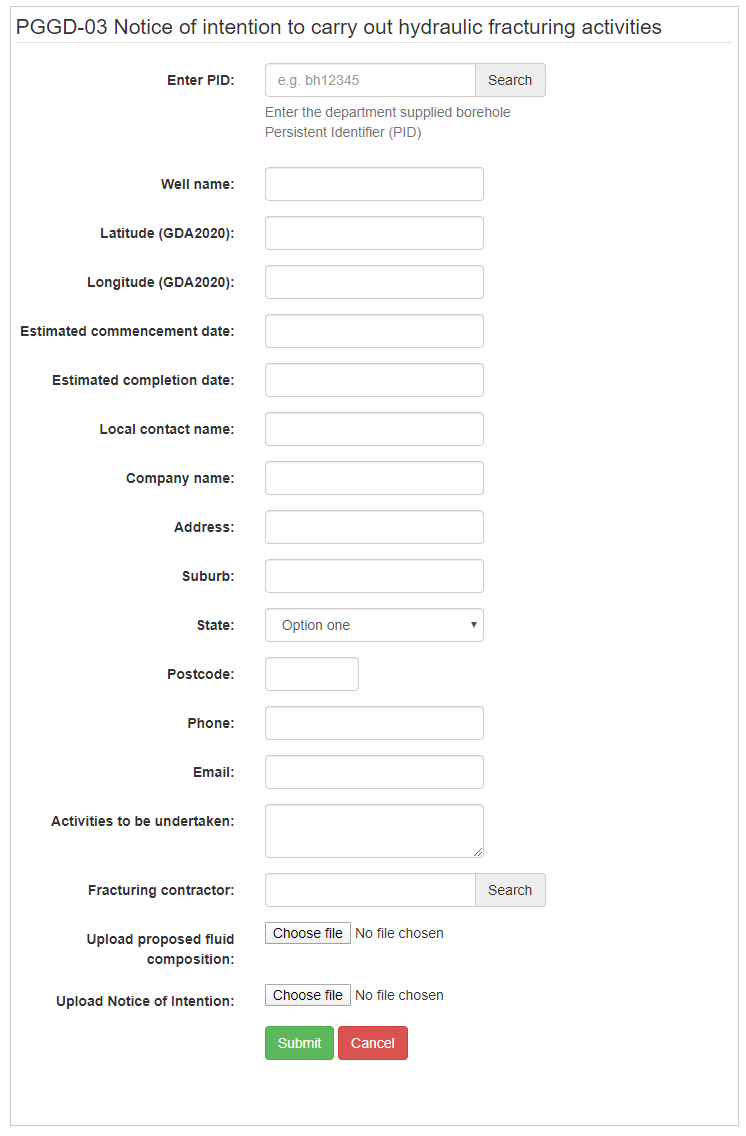 PGGD-03 Notice of intention to carry out hydraulic fracturing activities
Enter PID: e.g. bh12345 Search
Enter the department supplied borehole
Persistent Identifier (PID)
Well name:
Latitude (GDA2020):
Longitude (GDA2020):
Estimated commencement date:
Estimated completion date:
Local contact name:
Company name:
Address:
Suburb:
State: Option one
Postcode:
Phone:
Email:
Activities to be undertaken:
Fracturing contractor: Search
Upload proposed fluid Choose file No file chosen
composition:
Upload Notice of Intention: Choose file No file chosen
Submit Cancel